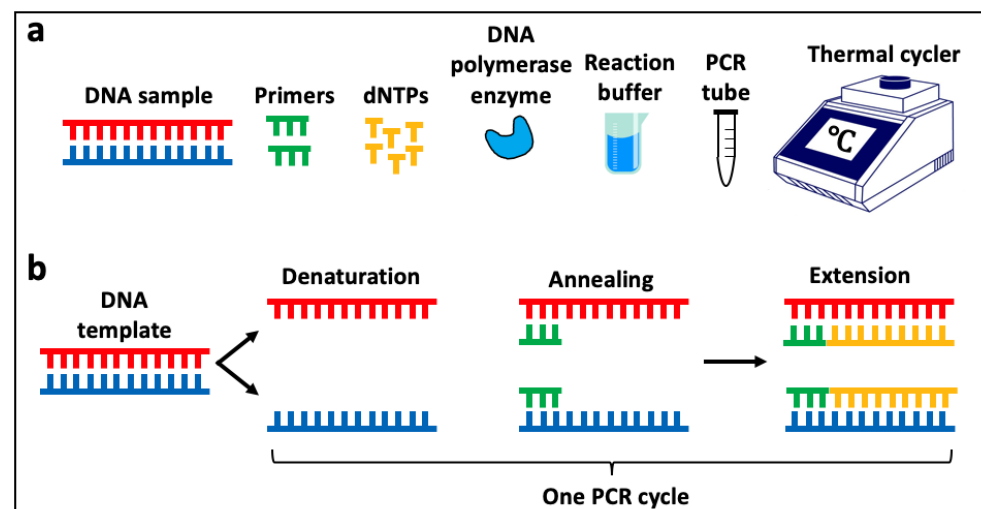 a
DNA sample
Primers
dNTPs
DNA
polymerase
enzyme
Reaction
buffer
PCR
tube
Thermal cycler
°C
b
DNA
template
Denaturation
Annealing
Extension
One PCR cycle